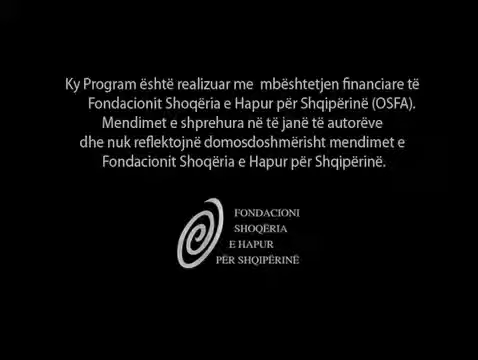 Ky Program është realizuar me mbështetjen financiare të
Fondacionit Shoqëria e Hapur për Shqipërinë (OSFA).
Mendimet e shprehura në të janë të autorëve
dhe nuk reflektojnë domosdoshmërisht mendimet e
Fondacionit Shoqëria e Hapur për Shqipërinë.
FONDACIONI
SHOQËRIA
E HAPUR
PËR SHQIPËRINË